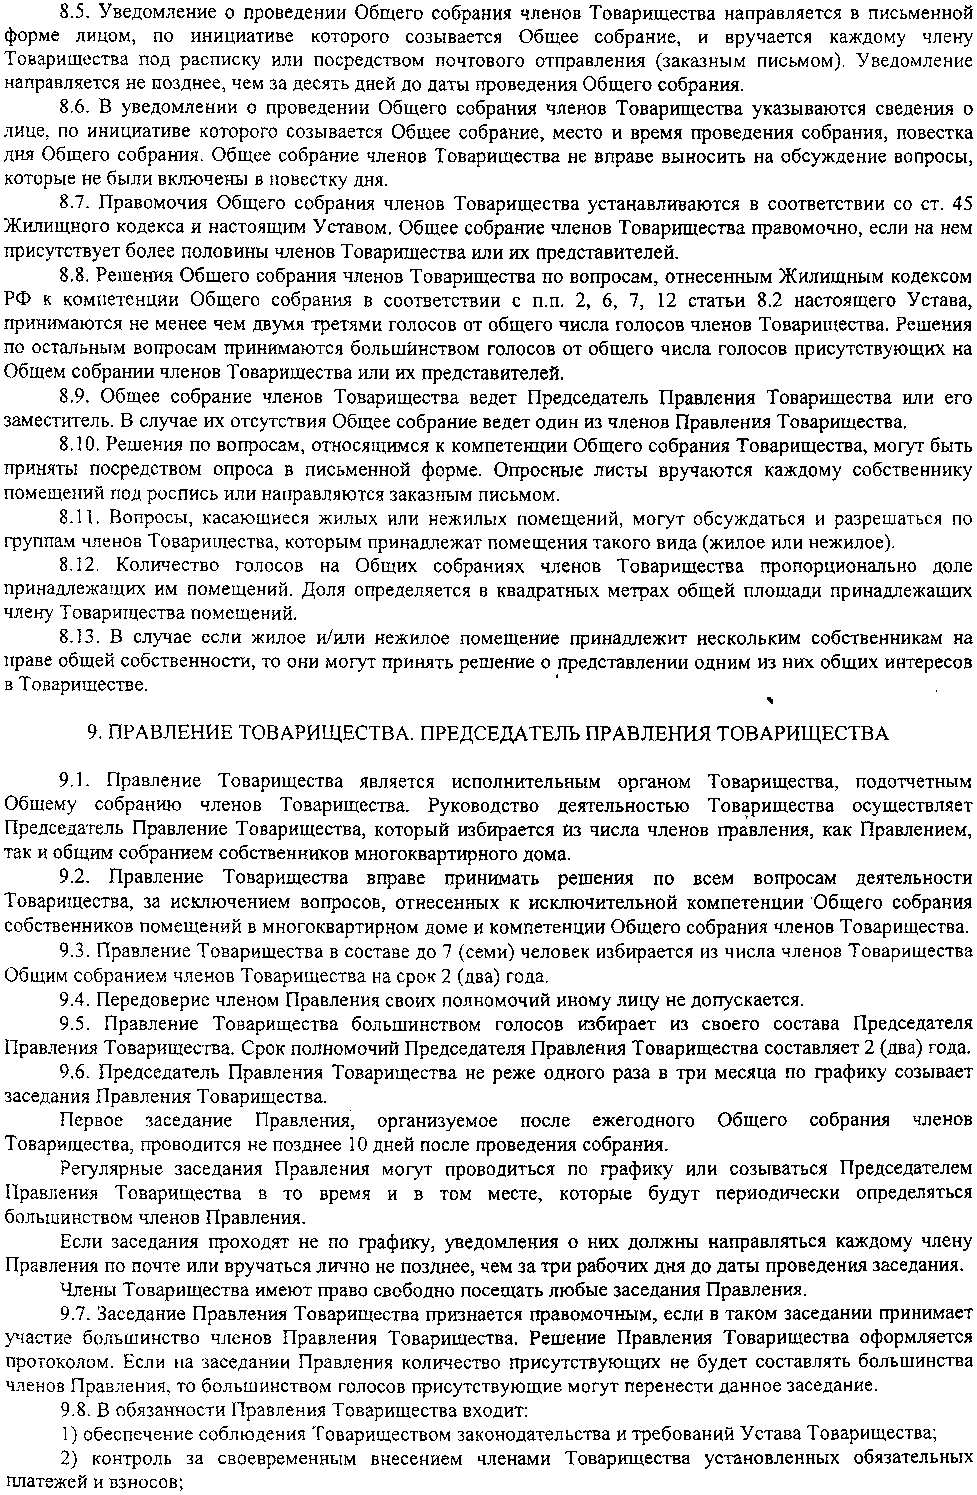 8.5. Уведомление о проведении Общего собрания членов Товарищества направляется в письменной
форме лицом, по инициативе которого созывается Общее собрание, и вручается каждому члену
Товарищества под расписку или посредством почтового отправления (заказным письмом). Уведомление
направляется не позднее, чем за десять дней до даты проведения Общего собрания.
8.6. В уведомлении о проведении Общего собрания членов Товарищества указываются сведения о
лице, по инициативе которого созывается Общее собрание, место и время проведения собрания, повестка
дня Общего собрания. Общее собрание членов Товарищества не вправе выносить на обсуждение вопросы,
которые не были включены в повестку дня.
8.7. Правомочия Общего собрания членов Товарищества устанавливаются в соответствии со ст. 45
Жилищного кодекса и настоящим Уставом. Общее собрание членов Товарищества правомочно, если на нем
присутствует более половины членов Товарищества или их представителей.
8.8. Решения Общего собрания членов Товарищества по вопросам, отнесенным Жилищным кодексом
РФ к компетенции Общего собрания в соответствии с п.п. 2, 6, 7, 12 статьи 8.2 настоящего Устава,
принимаются не менее чем двумя третями голосов от общего числа голосов членов Товарищества. Решения
по остальным вопросам принимаются большинством голосов от общего числа голосов присутствующих на
Общем собрании членов Товарищества или их представителей.
8.9. Общее собрание членов Товарищества ведет Председатель Правления Товарищества или его
заместитель. В случае их отсутствия Общее собрание ведет один из членов Правления Товарищества.
8.10. Решения по вопросам, относящимся к компетенции Общего собрания Товарищества, могут быть
приняты посредством опроса в письменной форме. Опросные листы вручаются каждому собственнику
помещений под роспись или направляются заказным письмом.
8.11. Вопросы, касающиеся жилых или нежилых помещений, могут обсуждаться и разрешаться по
группам членов Товарищества, которым принадлежат помещения такого вида (жилое или нежилое).
8.12. Количество голосов на Общих собраниях членов Товарищества пропорционально доле
принадлежащих им помещений. Доля определяется в квадратных метрах общей площади принадлежащих
члену Товарищества помещений.
8.13. В случае если жилое и/или нежилое помещение принадлежит нескольким собственникам на
праве общей собственности, то они могут принять решение о представлении одним из них общих интересов
в Товариществе.
9. ПРАВЛЕНИЕ ТОВАРИЩЕСТВА. ПРЕДСЕДАТЕЛЬ ПРАВЛЕНИЯ ТОВАРИЩЕСТВА
9.1. Правление Товарищества является исполнительным органом Товарищества, подотчетным
Общему собранию членов Товарищества. Руководство деятельностью Товарищества осуществляет
Председатель Правление Товарищества, который избирается из числа членов правления, как Правлением,
так и общим собранием собственников многоквартирного дома.
9.2. Правление Товарищества вправе принимать решения по всем вопросам деятельности
Товарищества, за исключением вопросов, отнесенных к исключительной компетенции Общего собрания
собственников помещений в многоквартирном доме и компетенции Общего собрания членов Товарищества.
9.3. Правление Товарищества в составе до 7 (семи) человек избирается из числа членов Товарищества
Общим собранием членов Товарищества на срок 2 (два) года.
9.4. Передоверие членом Правления своих полномочий иному лицу не допускается.
9.5. Правление Товарищества большинством голосов избирает из своего состава Председателя
Правления Товарищества. Срок полномочий Председателя Правления Товарищества составляет 2 (два) года.
9.6. Председатель Правления Товарищества не реже одного раза в три месяца по графику созывает
заседания Правления Товарищества.
Первое заседание Правления, организуемое после ежегодного Общего собрания членов
Товарищества, проводится не позднее 10 дней после проведения собрания.
Регулярные заседания Правления могут проводиться по графику или созываться Председателем
Правления Товарищества в то время и в том месте, которые будут периодически определяться
большинством членов Правления.
Если заседания проходят не по графику, уведомления о них должны направляться каждому члену
Правления по почте или вручаться лично не позднее, чем за три рабочих дня до даты проведения заседания.
Члены Товарищества имеют право свободно посещать любые заседания Правления.
9.7. Заседание Правления Товарищества признается правомочным, если в таком заседании принимает
участие большинство членов Правления Товарищества. Решение Правления Товарищества оформляется
протоколом. Если на заседании Правления количество присутствующих не будет составлять большинства
членов Правления, то большинством голосов присутствующие могут перенести данное заседание.
9.8. В обязанности Правления Товарищества входит:
1) обеспечение соблюдения Товариществом законодательства и требований Устава Товарищества;
2) контроль за своевременным внесением членами Товарищества установленных обязательных
платежей и взносов;